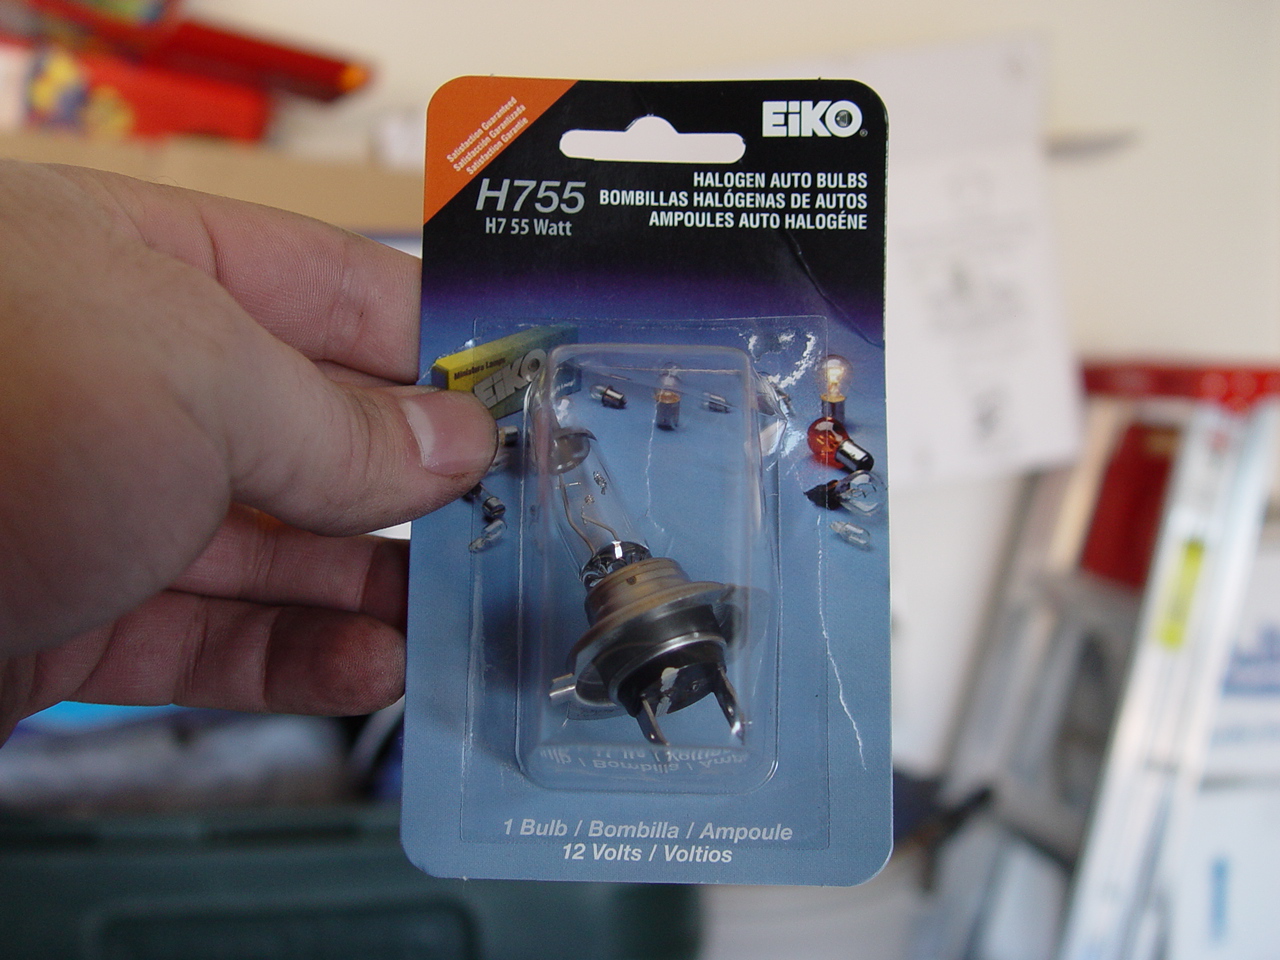 Satisfaction Guaranteed
Satisfacción Garantizada
Satisfaction Garantie
EiKO®
H755
H7 55 Watt
HALOGEN AUTO BULBS
BOMBILLAS HALÓGENAS DE AUTOS
AMPOULES AUTO HALOGÉNE
Miniature Lamps
EiKO
1 Bulb / Bombilla / Ampoule
12 Volts / Voltios